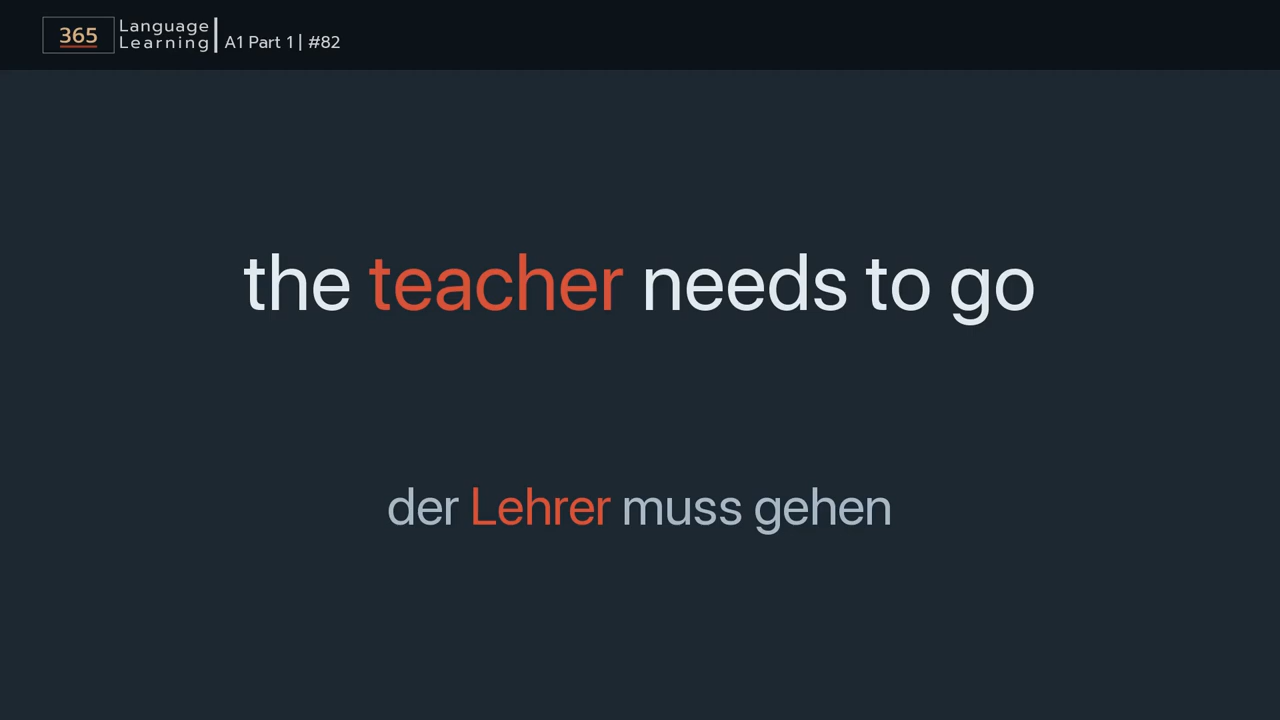 365 Language Learning | A1 Part 1 | #82
the teacher needs to go
der Lehrer muss gehen